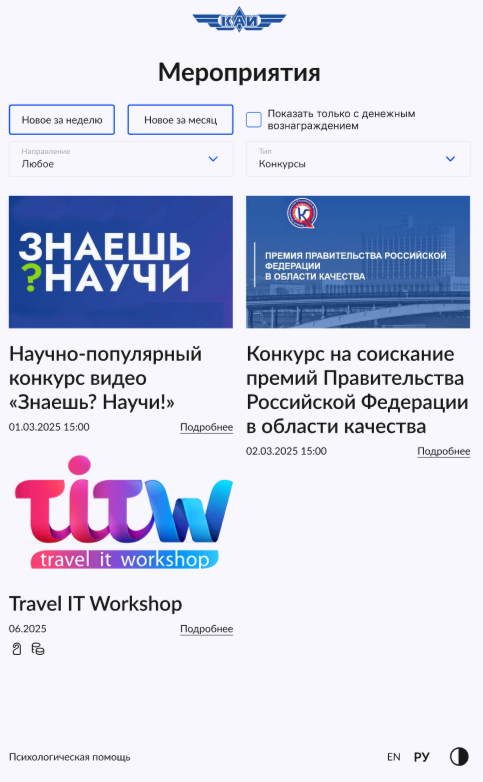 КАИ
Мероприятия
Новое за неделю
Новое за месяц
Показать только с денежным
вознаграждением
Направление
Любое
Тип
Конкурсы
ЗНАЕШЬ
?НАУЧИ
Научно-популярный
конкурс видео
«Знаешь? Научи!»
01.03.2025 15:00
Подробнее
ПРЕМИЯ ПРАВИТЕЛЬСТВА РОССИЙСКОЙ
ФЕДЕРАЦИИ
В ОБЛАСТИ КАЧЕСТВА
Конкурс на соискание
премий Правительства
Российской Федерации
в области качества
02.03.2025 15:00
Подробнее
TiTW
travel it workshop
Travel IT Workshop
06.2025
Подробнее
Психологическая помощь
EN
РУ